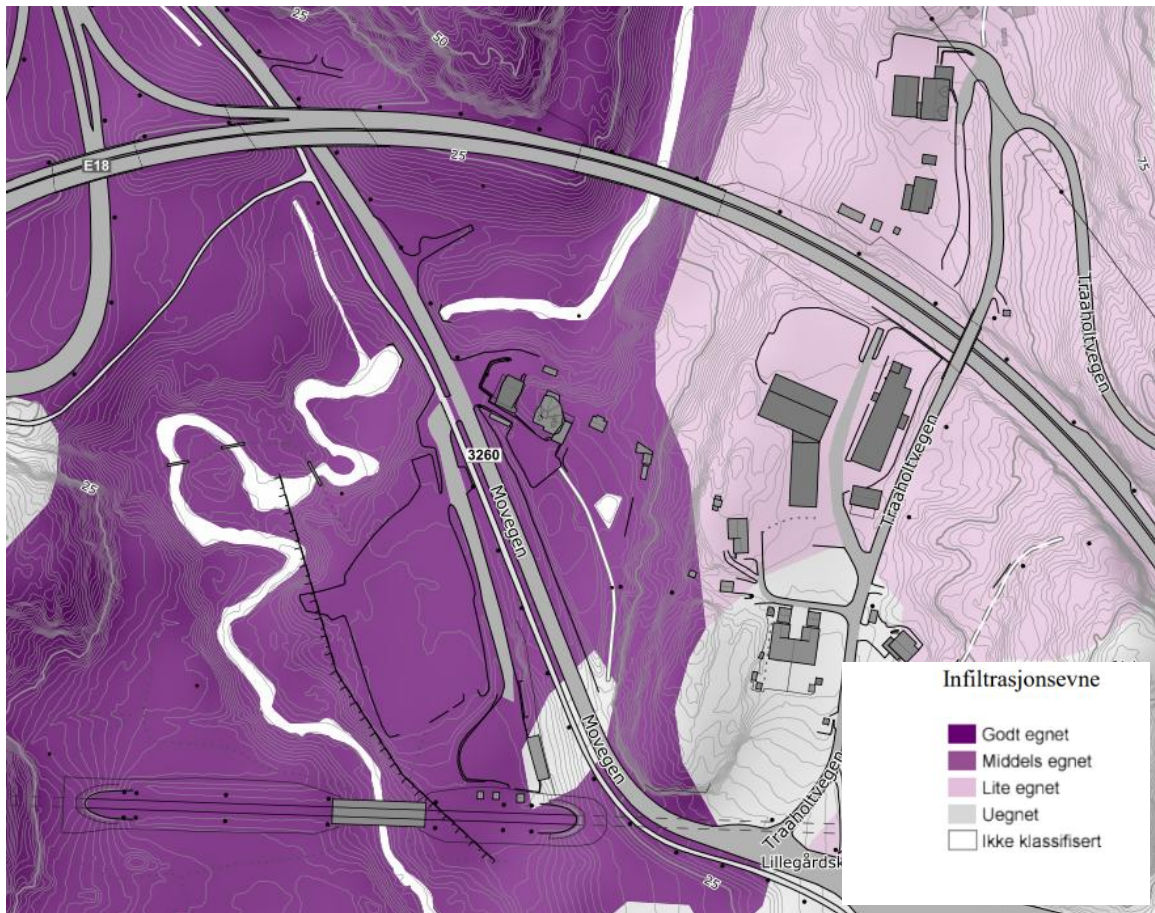 25
50
E18
25
75
Traaholtvegen
3260
Movegen
Traaholtvegen
25
Movegen
Traaholtvegen
Lillegårdsk
25
Infiltrasjonsevne
Godt egnet
Middels egnet
Lite egnet
Uegnet
Ikke klassifisert